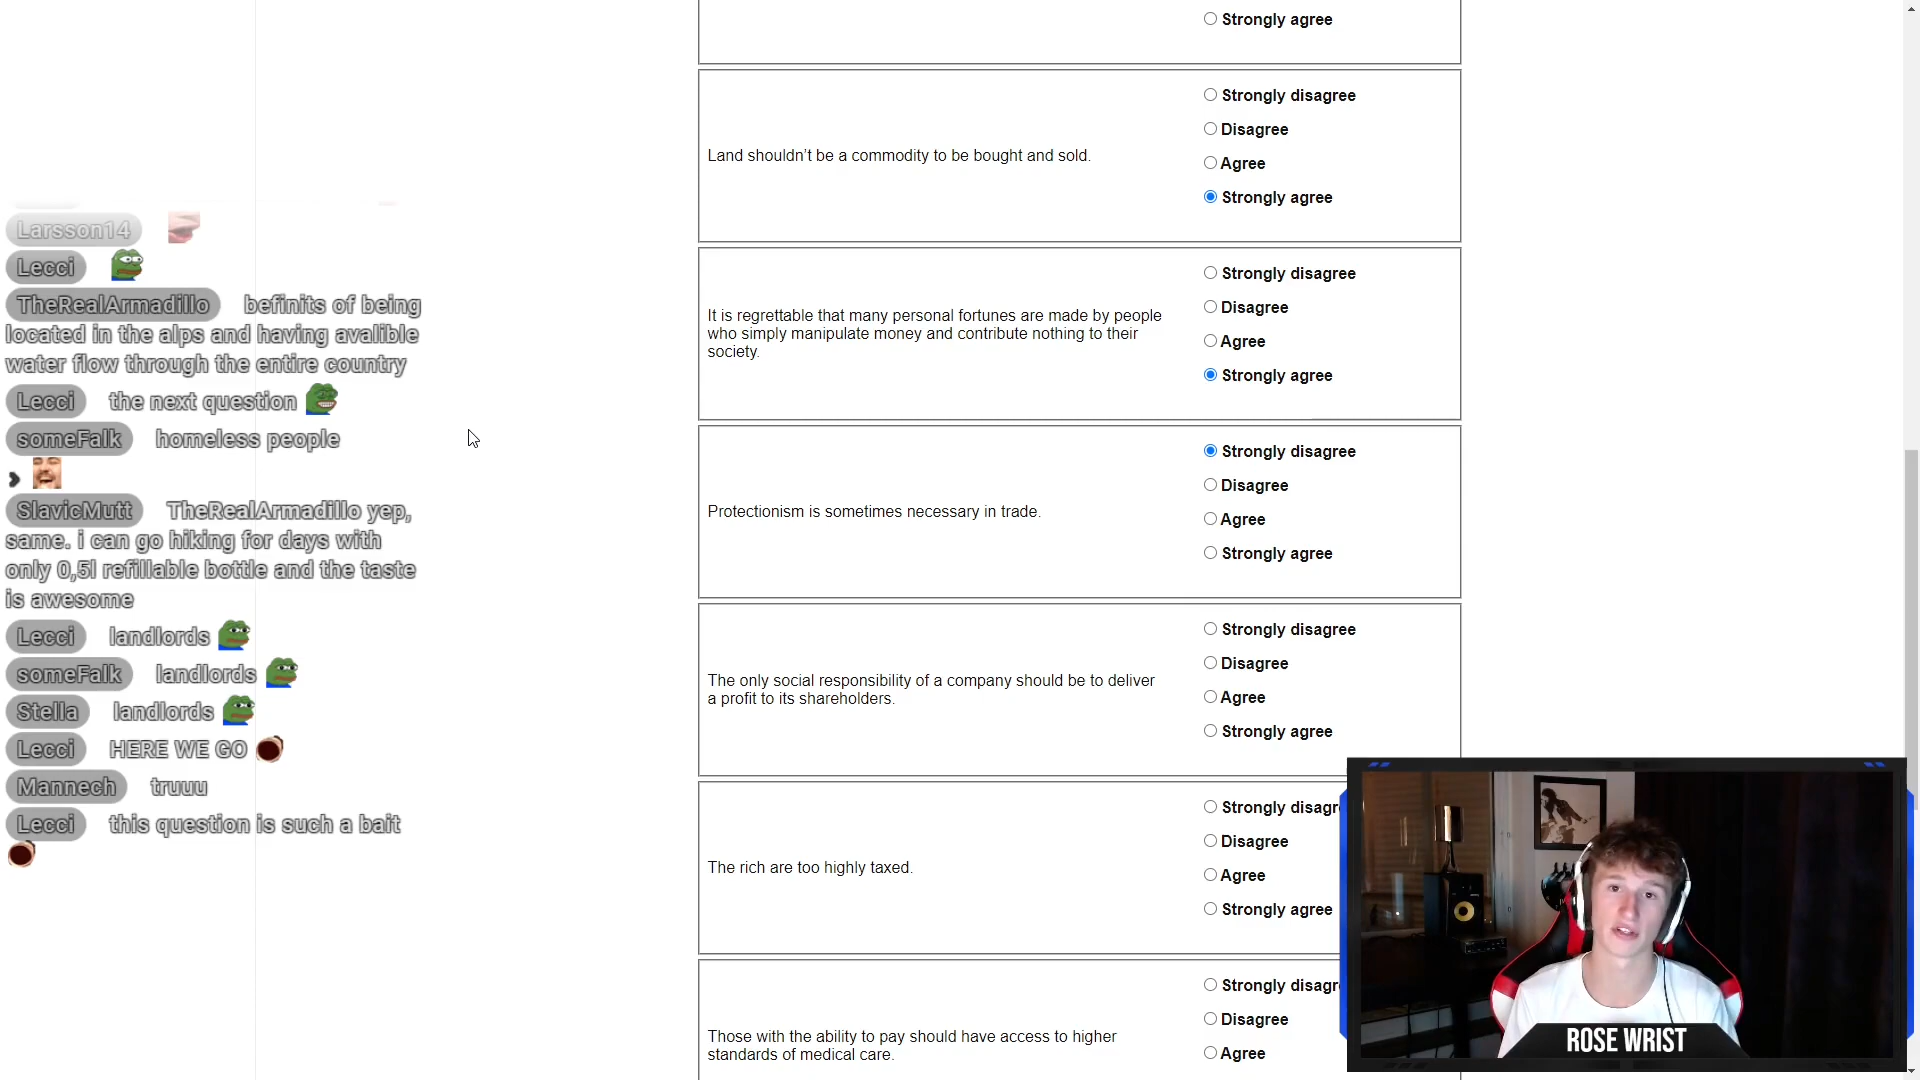 Strongly agree
Land shouldn't be a commodity to be bought and sold.
Strongly disagree
Disagree
Agree
Strongly agree
It is regrettable that many personal fortunes are made by people
who simply manipulate money and contribute nothing to their
society.
Strongly disagree
Disagree
Agree
Strongly agree
Protectionism is sometimes necessary in trade.
Strongly disagree
Disagree
Agree
Strongly agree
The only social responsibility of a company should be to deliver
a profit to its shareholders.
Strongly disagree
Disagree
Agree
Strongly agree
The rich are too highly taxed.
Strongly disagr
Disagree
Agree
Strongly agree
Those with the ability to pay should have access to higher
standards of medical care.
Strongly disagr
Disagree
Agree
Larsson14
Lecci
TheRealArmadillo befinits of being
located in the alps and having avalible
water flow through the entire country
Lecci the next question
someFalk homeless people
SlavicMutt TheRealArmadillo yep,
same. i can go hiking for days with
only 0,5l refillable bottle and the taste
is awesome
Lecci landlords
someFalk landlords
Stella landlords
Lecci HERE WE GO
Mannech truuu
Lecci this question is such a bait
ROSE WRIST